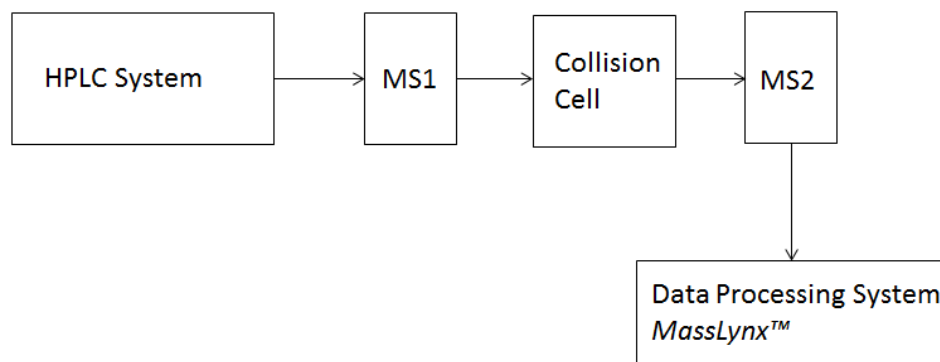 HPLC System
MS1
Collision
Cell
MS2
Data Processing System
MassLynx™